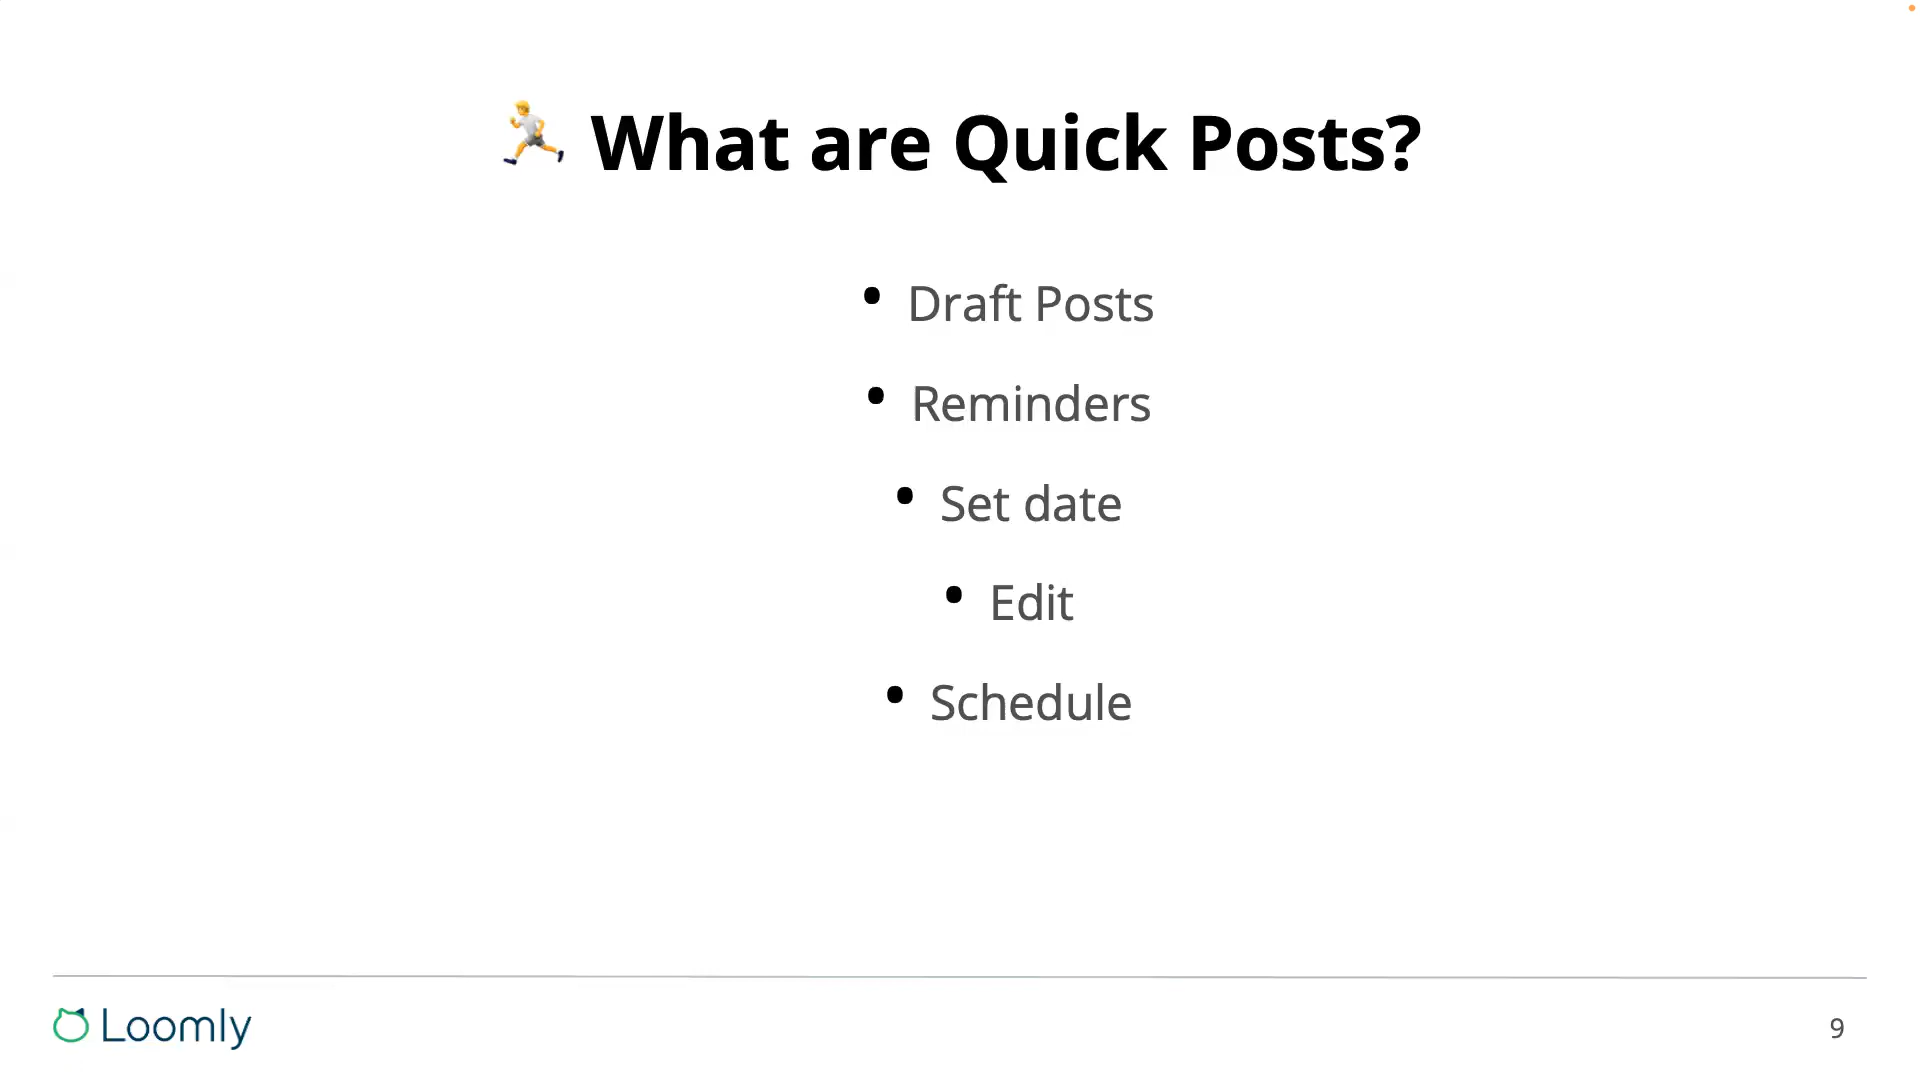 🏃 What are Quick Posts?
• Draft Posts
• Reminders
• Set date
• Edit
• Schedule
Loomly
9